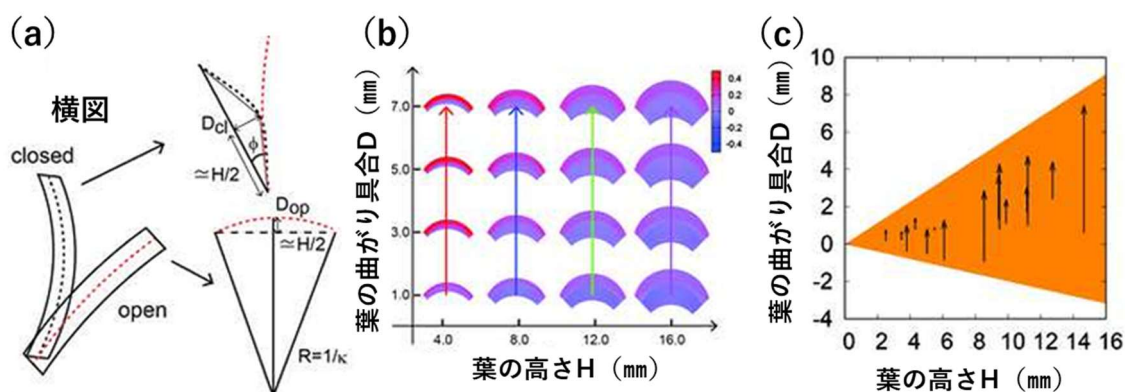 (a)
横図
closed
open
D_cl
φ
≃H/2
D_op
≃H/2
R=1/κ
(b)
葉の曲がり具合D（mm）
7.0
5.0
3.0
1.0
4.0
8.0
12.0
16.0
葉の高さH（mm）
0.4
0.2
0
-0.2
-0.4
(c)
葉の曲がり具合D（mm）
10
8
6
4
2
0
-2
-4
0 2 4 6 8 10 12 14 16
葉の高さH（mm）